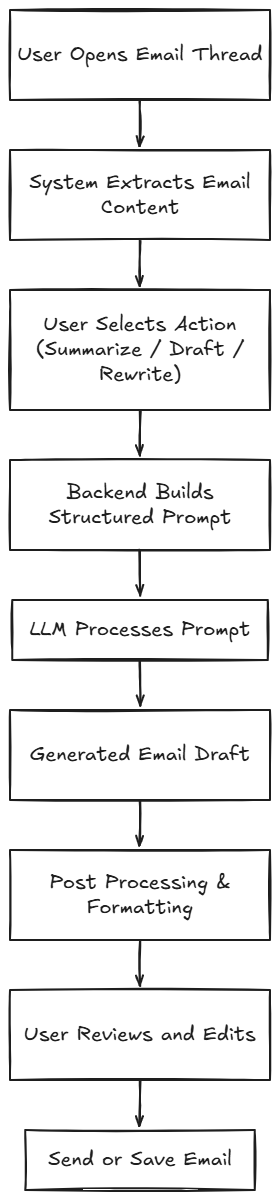 User Opens Email Thread
System Extracts Email
Content
User Selects Action
(Summarize / Draft /
Rewrite)
Backend Builds
Structured Prompt
LLM Processes Prompt
Generated Email Draft
Post Processing &
Formatting
User Reviews and Edits
Send or Save Email